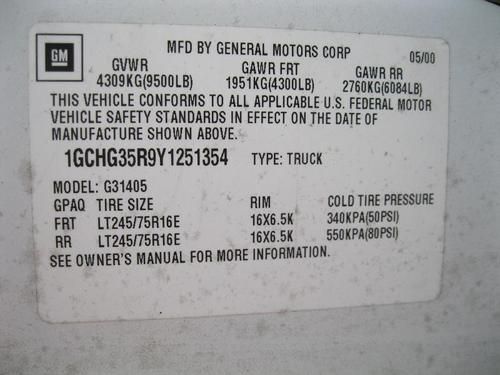 GM
MFD BY GENERAL MOTORS CORP 05/00
GVWR GAWR FRT GAWR RR
4309KG(9500LB) 1951KG(4300LB) 2760KG(6084LB)
THIS VEHICLE CONFORMS TO ALL APPLICABLE U.S. FEDERAL MOTOR
VEHICLE SAFETY STANDARDS IN EFFECT ON THE DATE OF
MANUFACTURE SHOWN ABOVE.
1GCHG35R9Y1251354 TYPE: TRUCK
MODEL: G31405
GPAQ TIRE SIZE RIM COLD TIRE PRESSURE
FRT LT245/75R16E 16X6.5K 340KPA(50PSI)
RR LT245/75R16E 16X6.5K 550KPA(80PSI)
SEE OWNER'S MANUAL FOR MORE INFORMATION.